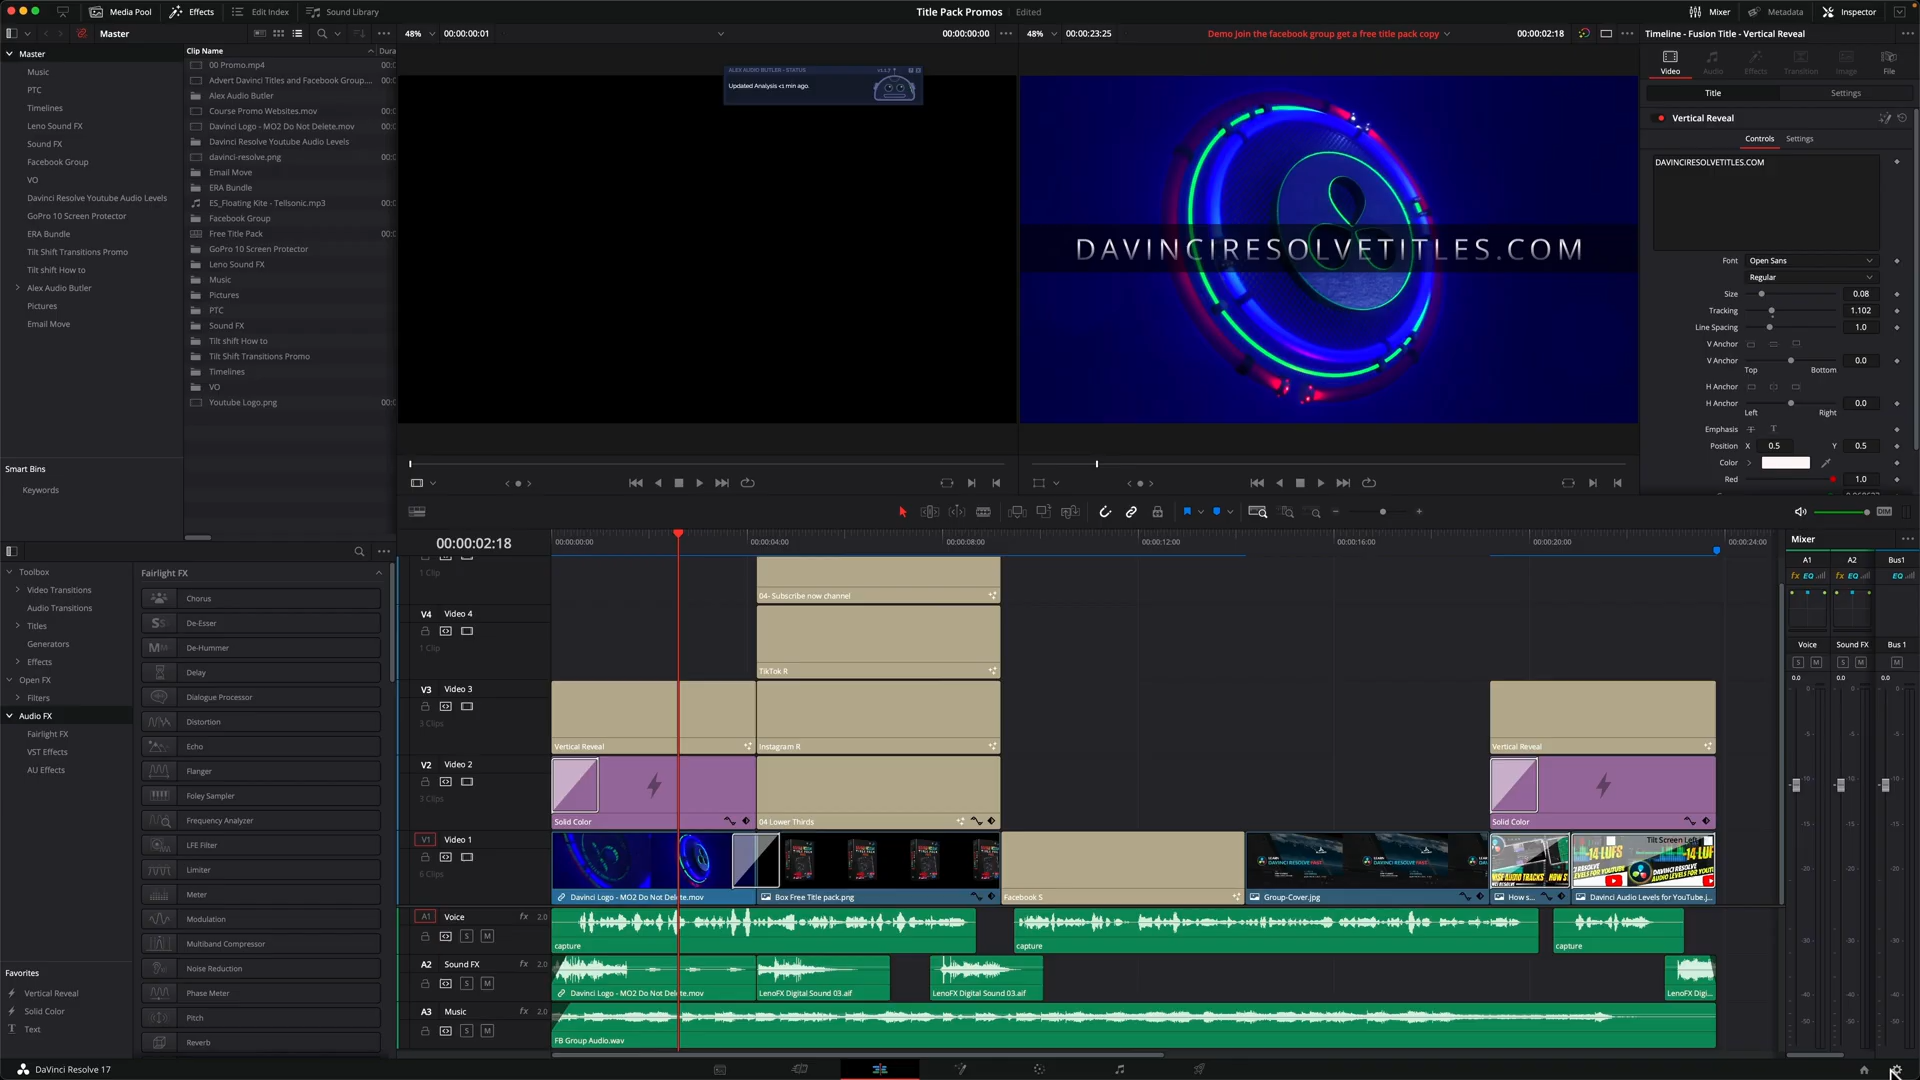 Media Pool
Effects
Edit Index
Sound Library
Title Pack Promos
Edited
Mixer
Metadata
Inspector
Master
48%
00:00:00:01
00:00:00:00
48%
00:00:23:25
Demo Join the facebook group get a free title pack copy
00:00:02:18
Timeline - Fusion Title - Vertical Reveal
Master
Music
PTC
Timelines
Leno Sound FX
Sound FX
Facebook Group
VO
Davinci Resolve Youtube Audio Levels
GoPro 10 Screen Protector
ERA Bundle
Tilt Shift Transitions Promo
Tilt shift How to
Alex Audio Butler
Pictures
Email Move
Smart Bins
Keywords
Clip Name
Dura
00 Promo.mp4
Advert Davinci Titles and Facebook Group....
Alex Audio Butler
Course Promo Websites.mov
Davinci Logo - MO2 Do Not Delete.mov
Davinci Resolve Youtube Audio Levels
davinci-resolve.png
Email Move
ERA Bundle
ES_Floating Kite - Tellsonic.mp3
Facebook Group
Free Title Pack
GoPro 10 Screen Protector
Leno Sound FX
Music
Pictures
PTC
Sound FX
Tilt shift How to
Tilt Shift Transitions Promo
Timelines
VO
Youtube Logo.png
ALEX AUDIO BUTLER - STATUS
Updated Analysis <1 min ago.
DAVINCIRESOLVETITLES.COM
Video
Audio
Effects
Transition
Image
File
Title
Settings
Vertical Reveal
Controls
Settings
DAVINCIRESOLVETITLES.COM
Font
Open Sans
Regular
Size
0.08
Tracking
1.102
Line Spacing
1.0
V Anchor
V Anchor
0.0
Top
Bottom
H Anchor
H Anchor
0.0
Left
Right
Emphasis
Position
X
0.5
Y
0.5
Color
Red
1.0
DIM
00:00:02:18
00:00:00:00
00:00:04:00
00:00:08:00
00:00:12:00
00:00:16:00
00:00:20:00
00:00:24:00
Toolbox
Video Transitions
Audio Transitions
Titles
Generators
Effects
Open FX
Filters
Audio FX
Fairlight FX
VST Effects
AU Effects
Favorites
Vertical Reveal
Solid Color
Text
Fairlight FX
Chorus
De-Esser
De-Hummer
Delay
Dialogue Processor
Distortion
Echo
Flanger
Foley Sampler
Frequency Analyzer
LFE Filter
Limiter
Meter
Modulation
Multiband Compressor
Noise Reduction
Phase Meter
Pitch
Reverb
1 Clip
04- Subscribe now channel
V4
Video 4
1 Clip
TikTok R
V3
Video 3
3 Clips
Vertical Reveal
Instagram R
Vertical Reveal
V2
Video 2
3 Clips
Solid Color
04 Lower Thirds
Solid Color
V1
Video 1
6 Clips
Davinci Logo - MO2 Do Not Delete.mov
Box Free Title pack.png
Facebook S
Group-Cover.jpg
How s...
Davinci Audio Levels for YouTube.j...
A1
Voice
fx
2.0
S
M
capture
capture
capture
A2
Sound FX
fx
2.0
S
M
Davinci Logo - MO2 Do Not Delete.mov
LenoFX Digital Sound 03.aif
LenoFX Digital Sound 03.aif
LenoFX Digi...
A3
Music
fx
2.0
S
M
FB Group Audio.wav
Mixer
A1
A2
Bus1
fx EQ
fx EQ
EQ
Voice
Sound FX
Bus 1
S
M
S
M
M
0.0
0.0
0.0
DaVinci Resolve 17